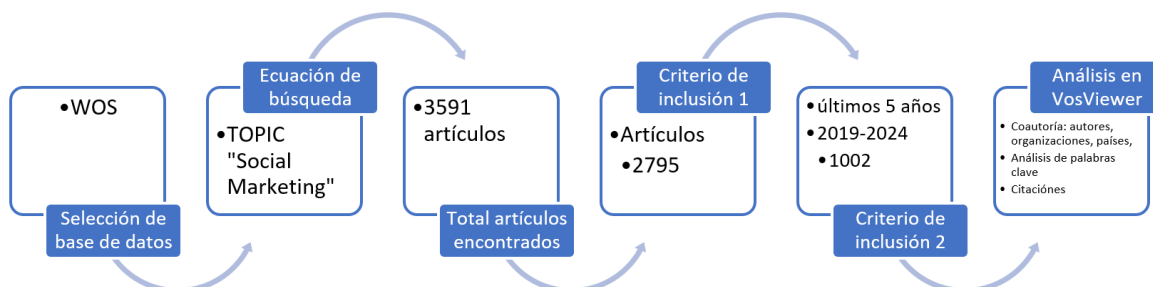 •WOS
Selección de
base de datos
Ecuación de
búsqueda
•TOPIC
"Social
Marketing"
•3591
artículos
Total artículos
encontrados
Criterio de
inclusión 1
•Artículos
•2795
•últimos 5 años
•2019-2024
•1002
Criterio de
inclusión 2
Análisis en
VosViewer
• Coautoría: autores,
organizaciones, países,
• Análisis de palabras
clave
• Citaciónes